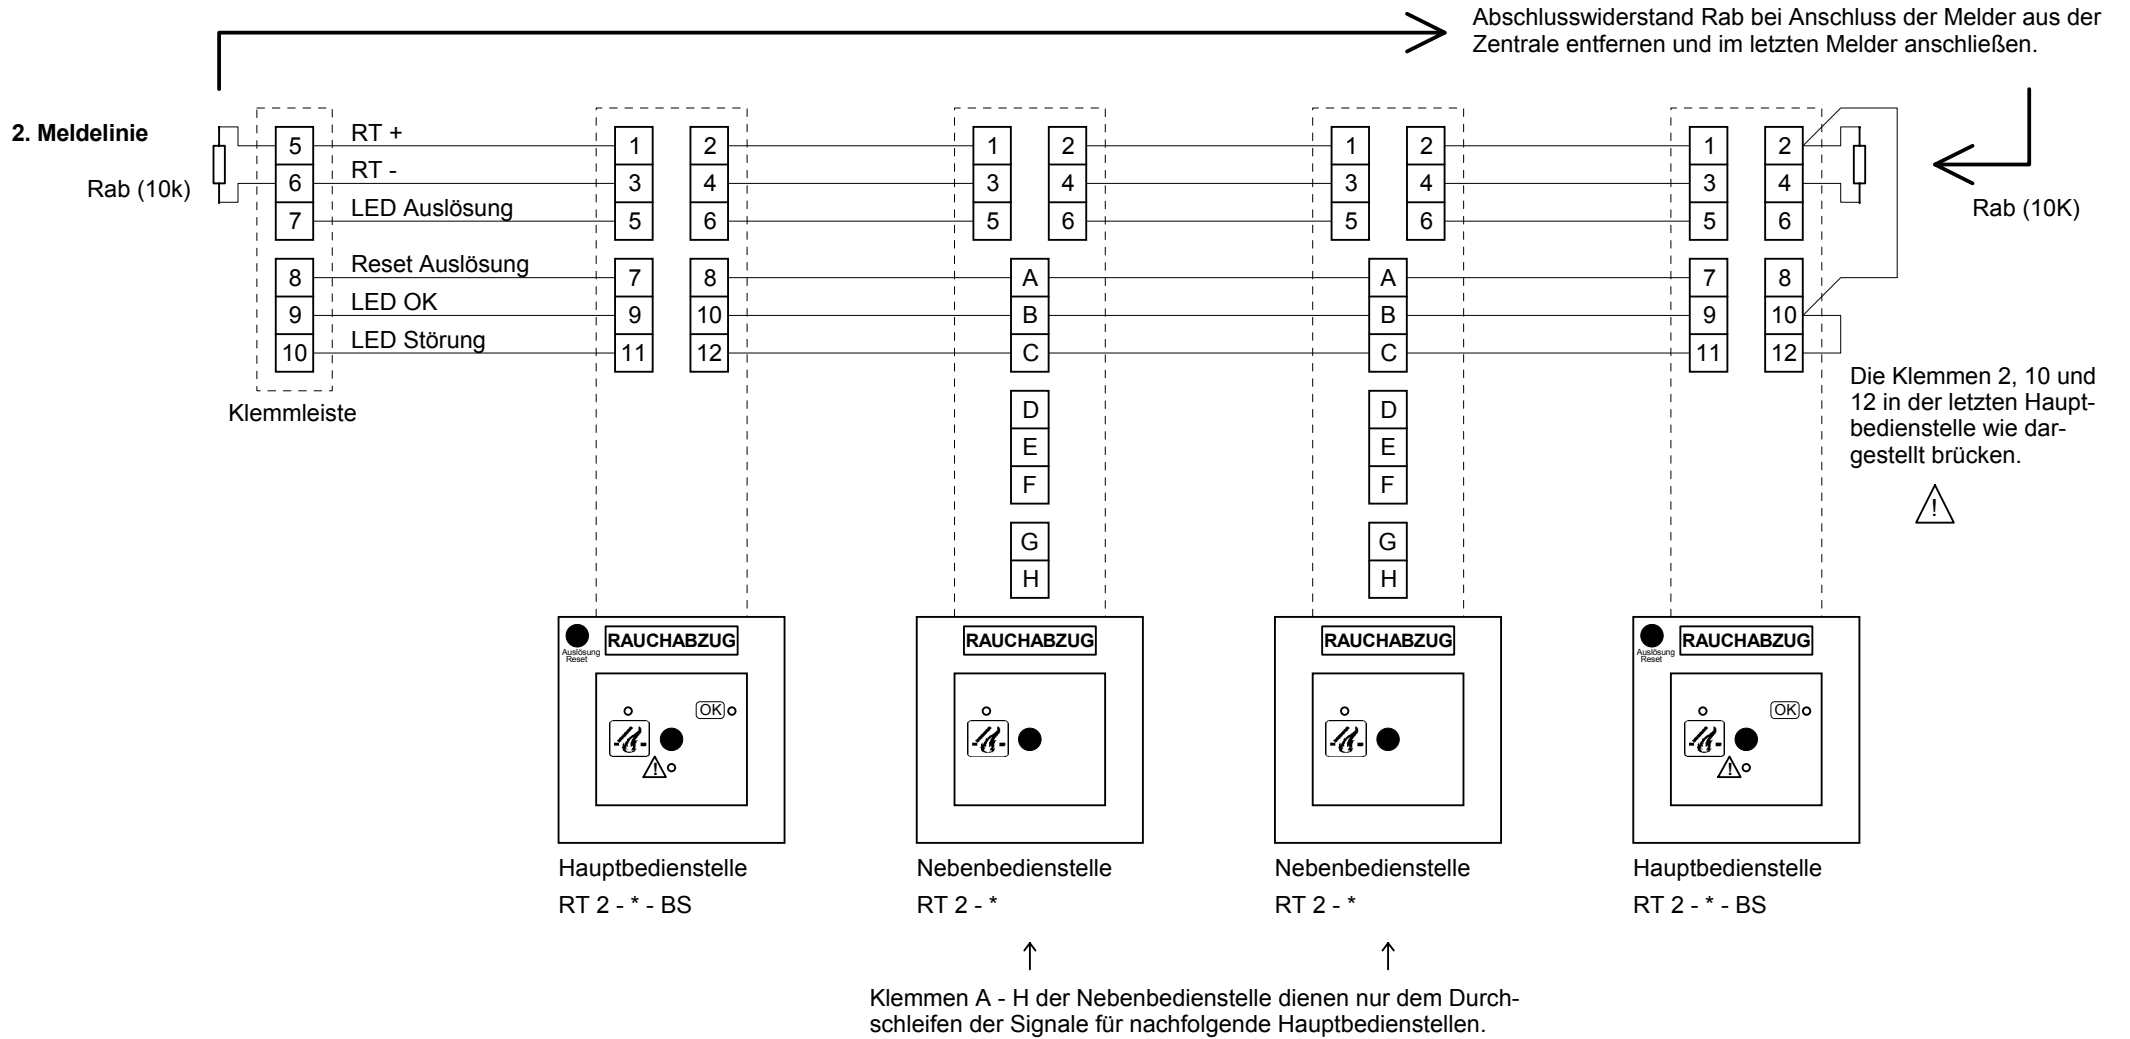 Abschlusswiderstand Rab bei Anschluss der Melder aus der
Zentrale entfernen und im letzten Melder anschließen.
2. Meldelinie
Rab (10k)
5 RT + 1 2 1 2 1 2 1 2
6 RT - 3 4 3 4 3 4 3 4
7 LED Auslösung 5 6 5 6 5 6 5 6
Rab (10K)
8 Reset Auslösung 7 8 A A 7 8
9 LED OK 9 10 B B 9 10
10 LED Störung 11 12 C C 11 12
Klemmleiste
D D
E E
F F
G G
H H
Die Klemmen 2, 10 und
12 in der letzten Haupt-
bedienstelle wie dar-
gestellt brücken.
!
RAUCHABZUG
Auslösung
Reset
OK
!
RAUCHABZUG
RAUCHABZUG
RAUCHABZUG
Auslösung
Reset
OK
!
Hauptbedienstelle
RT 2 - * - BS
Nebenbedienstelle
RT 2 - *
Nebenbedienstelle
RT 2 - *
Hauptbedienstelle
RT 2 - * - BS
Klemmen A - H der Nebenbedienstelle dienen nur dem Durch-
schleifen der Signale für nachfolgende Hauptbedienstellen.